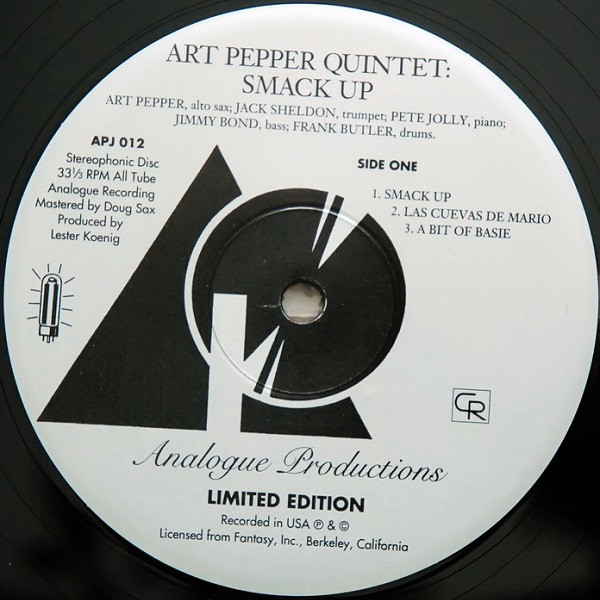 ART PEPPER QUINTET:
SMACK UP
ART PEPPER, alto sax; JACK SHELDON, trumpet; PETE JOLLY, piano;
JIMMY BOND, bass; FRANK BUTLER, drums.
APJ 012
Stereophonic Disc
33⅓ RPM All Tube
Analogue Recording
Mastered by Doug Sax
Produced by
Lester Koenig
SIDE ONE
1. SMACK UP
2. LAS CUEVAS DE MARIO
3. A BIT OF BASIE
CR
Analogue Productions
LIMITED EDITION
Recorded in USA ℗ & ©
Licensed from Fantasy, Inc., Berkeley, California